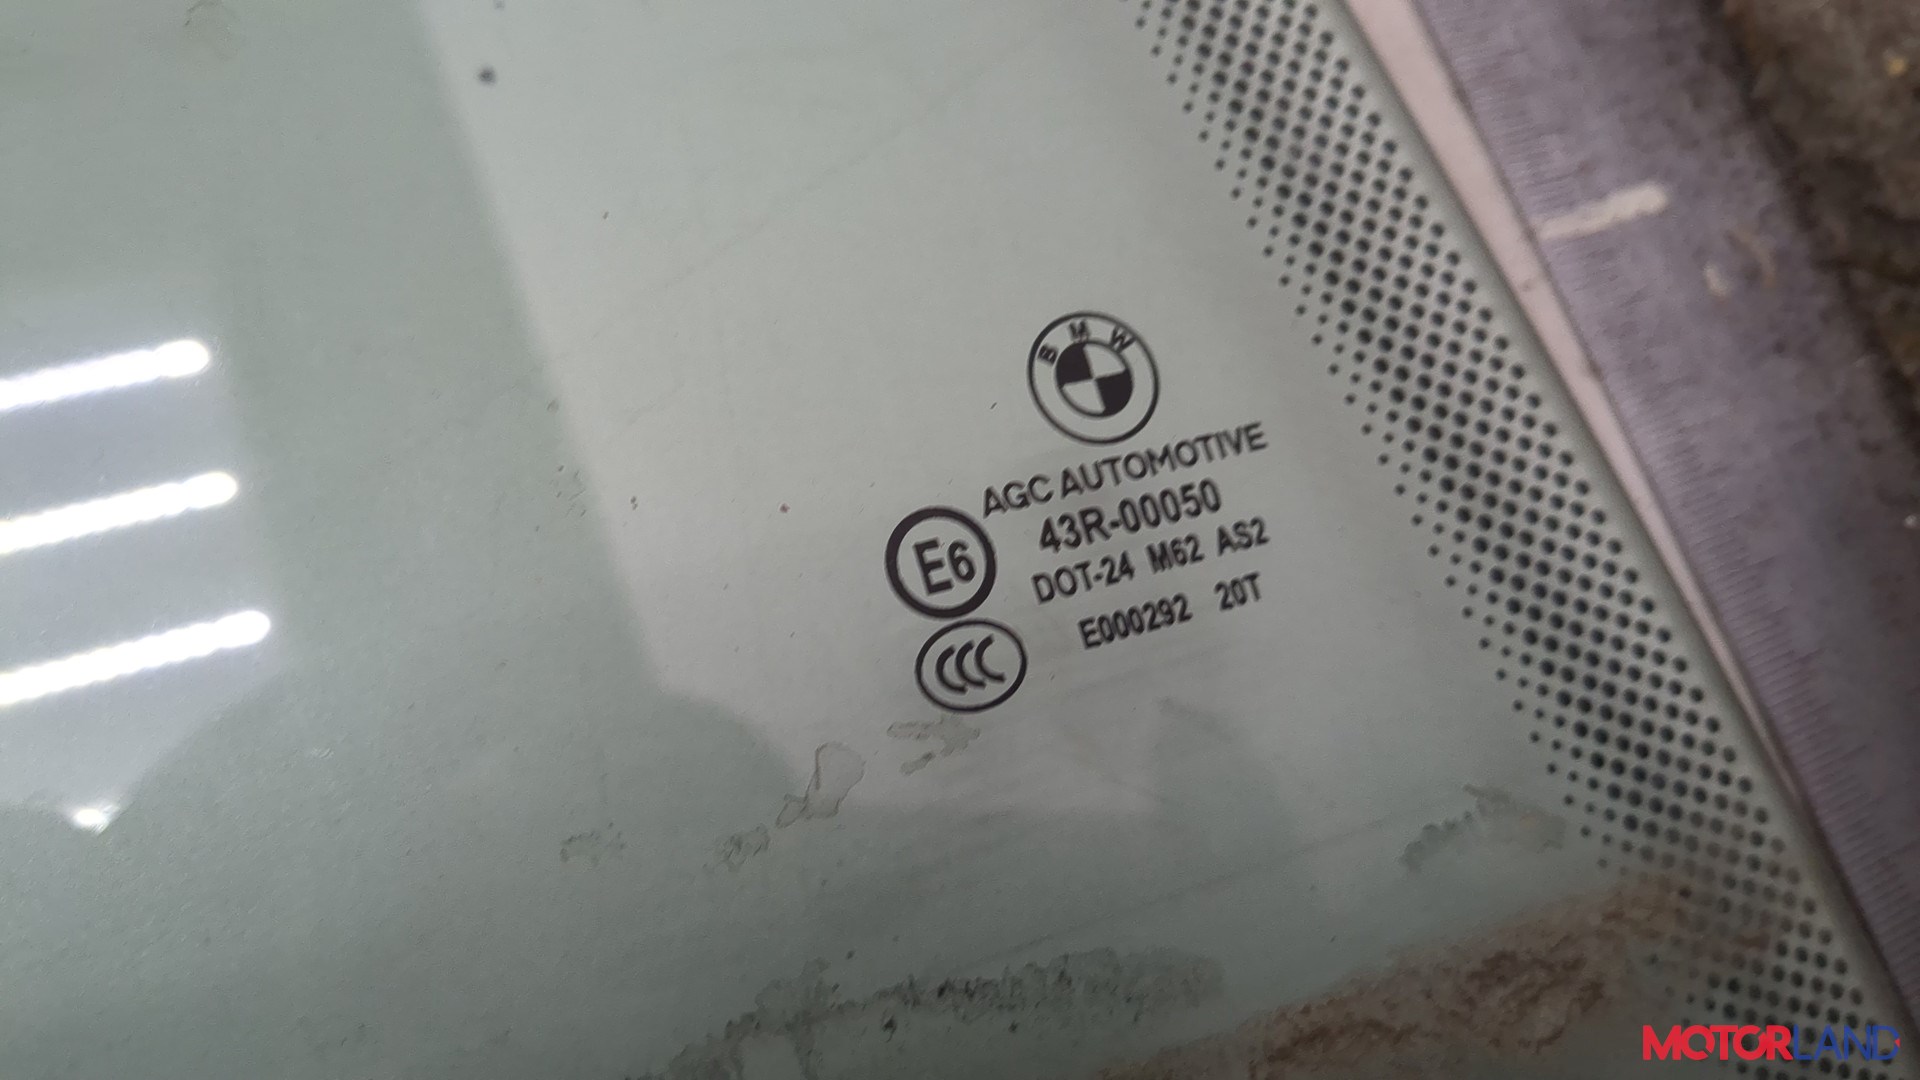 BMW
AGC AUTOMOTIVE
E6
43R-00050
DOT-24 M62 AS2
CCC
E000292 20T
MOTORLAND